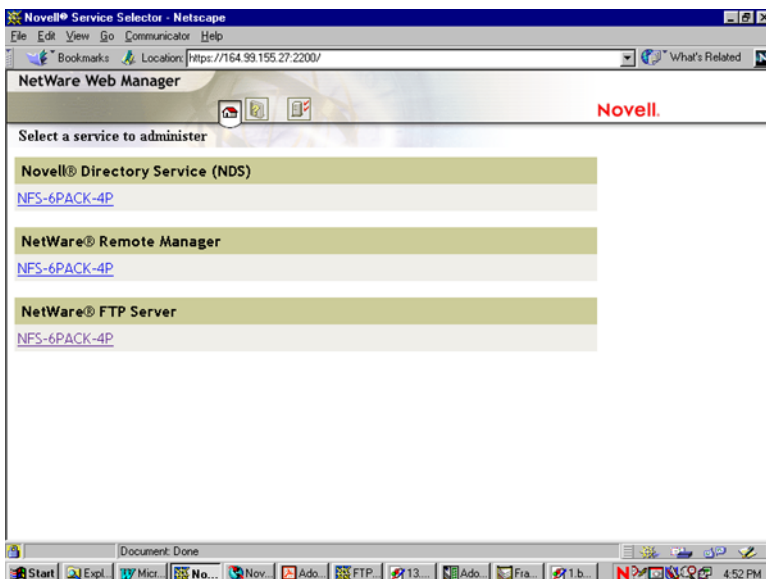 Novell® Service Selector - Netscape
File Edit View Go Communicator Help
Bookmarks Location: https://164.99.155.27:2200/ What's Related N
NetWare Web Manager
Novell.
Select a service to administer
Novell® Directory Service (NDS)
NFS-6PACK-4P
NetWare® Remote Manager
NFS-6PACK-4P
NetWare® FTP Server
NFS-6PACK-4P
Document: Done
Start Expl... Micr... No... Nov... Ado... FTP... 13.... Ado... Fra... 1.b... N 4:52 PM